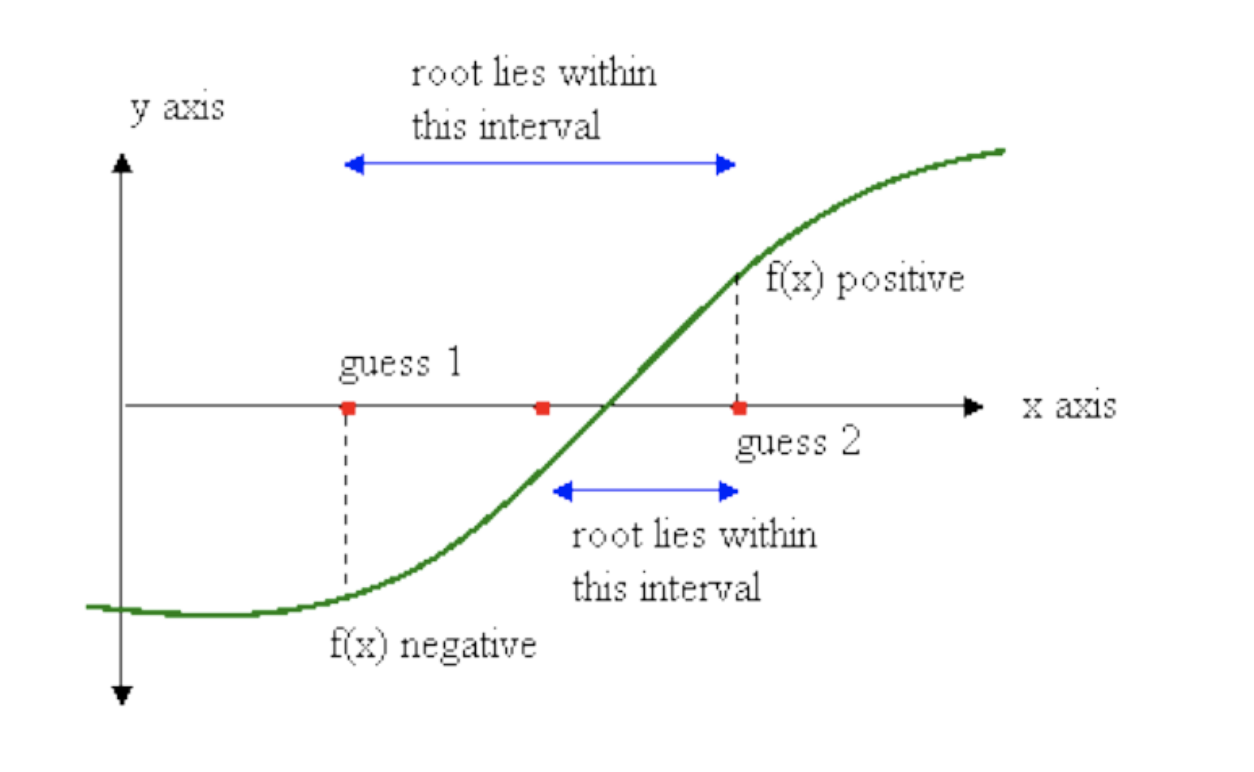 root lies within
this interval
y axis
f(x) positive
guess 1
x axis
guess 2
root lies within
this interval
f(x) negative